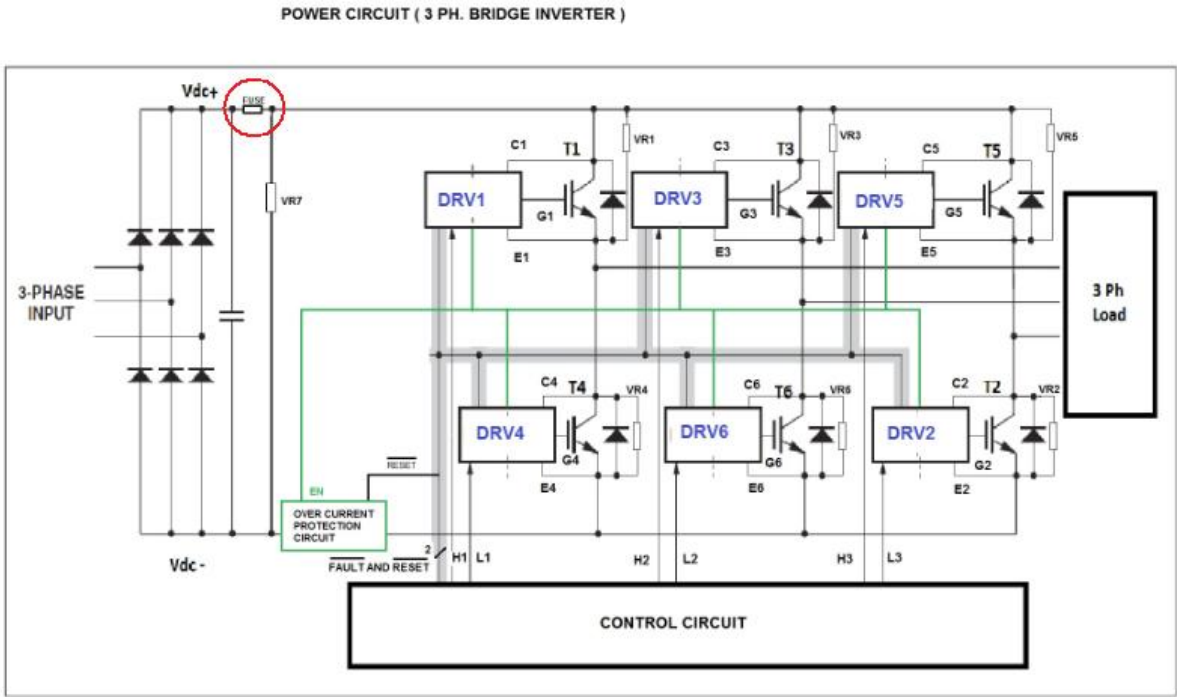 POWER CIRCUIT ( 3 PH. BRIDGE INVERTER )
Vdc+
FUSE
VR7
C1
T1
VR1
C3
T3
VR3
C5
T5
VR5
DRV1
DRV3
DRV5
G1
G3
G5
E1
E3
E5
3-PHASE
INPUT
3 Ph
Load
C4
T4
VR4
C6
T6
VR6
C2
T2
VR2
DRV4
DRV6
DRV2
G4
G6
G2
RESET
E4
E6
E2
EN
OVER CURRENT
PROTECTION
CIRCUIT
Vdc -
2
FAULT AND RESET
H1
L1
H2
L2
H3
L3
CONTROL CIRCUIT